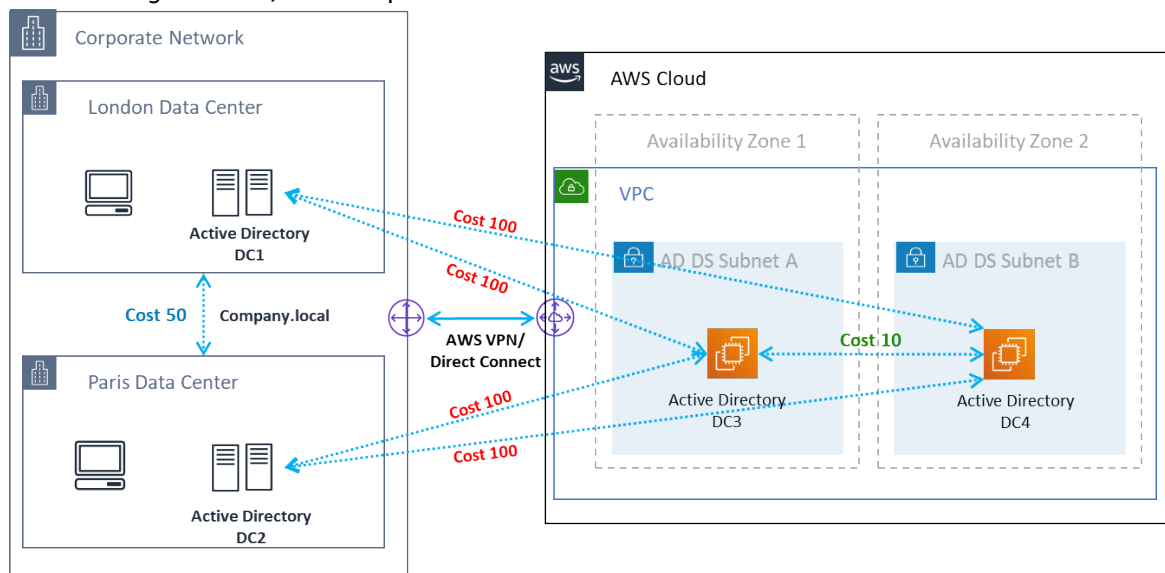 Corporate Network
London Data Center
Active Directory
DC1
Cost 50
Company.local
Paris Data Center
Active Directory
DC2
AWS VPN/
Direct Connect
Cost 100
Cost 100
Cost 100
Cost 100
aws
AWS Cloud
Availability Zone 1
Availability Zone 2
VPC
AD DS Subnet A
AD DS Subnet B
Cost 10
Active Directory
DC3
Active Directory
DC4